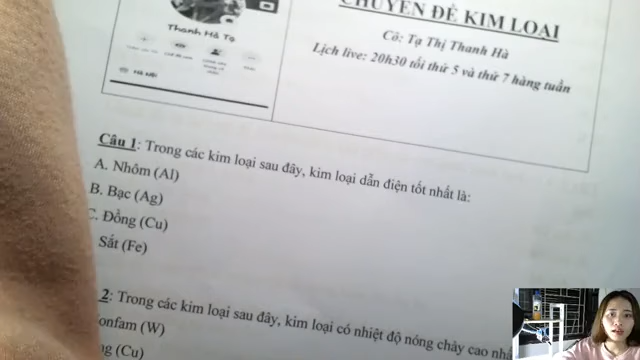 Thanh Hà Tạ
Hà Nội
CHUYÊN ĐỀ KIM LOẠI
Cô: Tạ Thị Thanh Hà
Lịch live: 20h30 tối thứ 5 và thứ 7 hàng tuần
Câu 1: Trong các kim loại sau đây, kim loại dẫn điện tốt nhất là:
A. Nhôm (Al)
B. Bạc (Ag)
C. Đồng (Cu)
Sắt (Fe)
2: Trong các kim loại sau đây, kim loại có nhiệt độ nóng chảy cao
onfam (W)
ng (Cu)